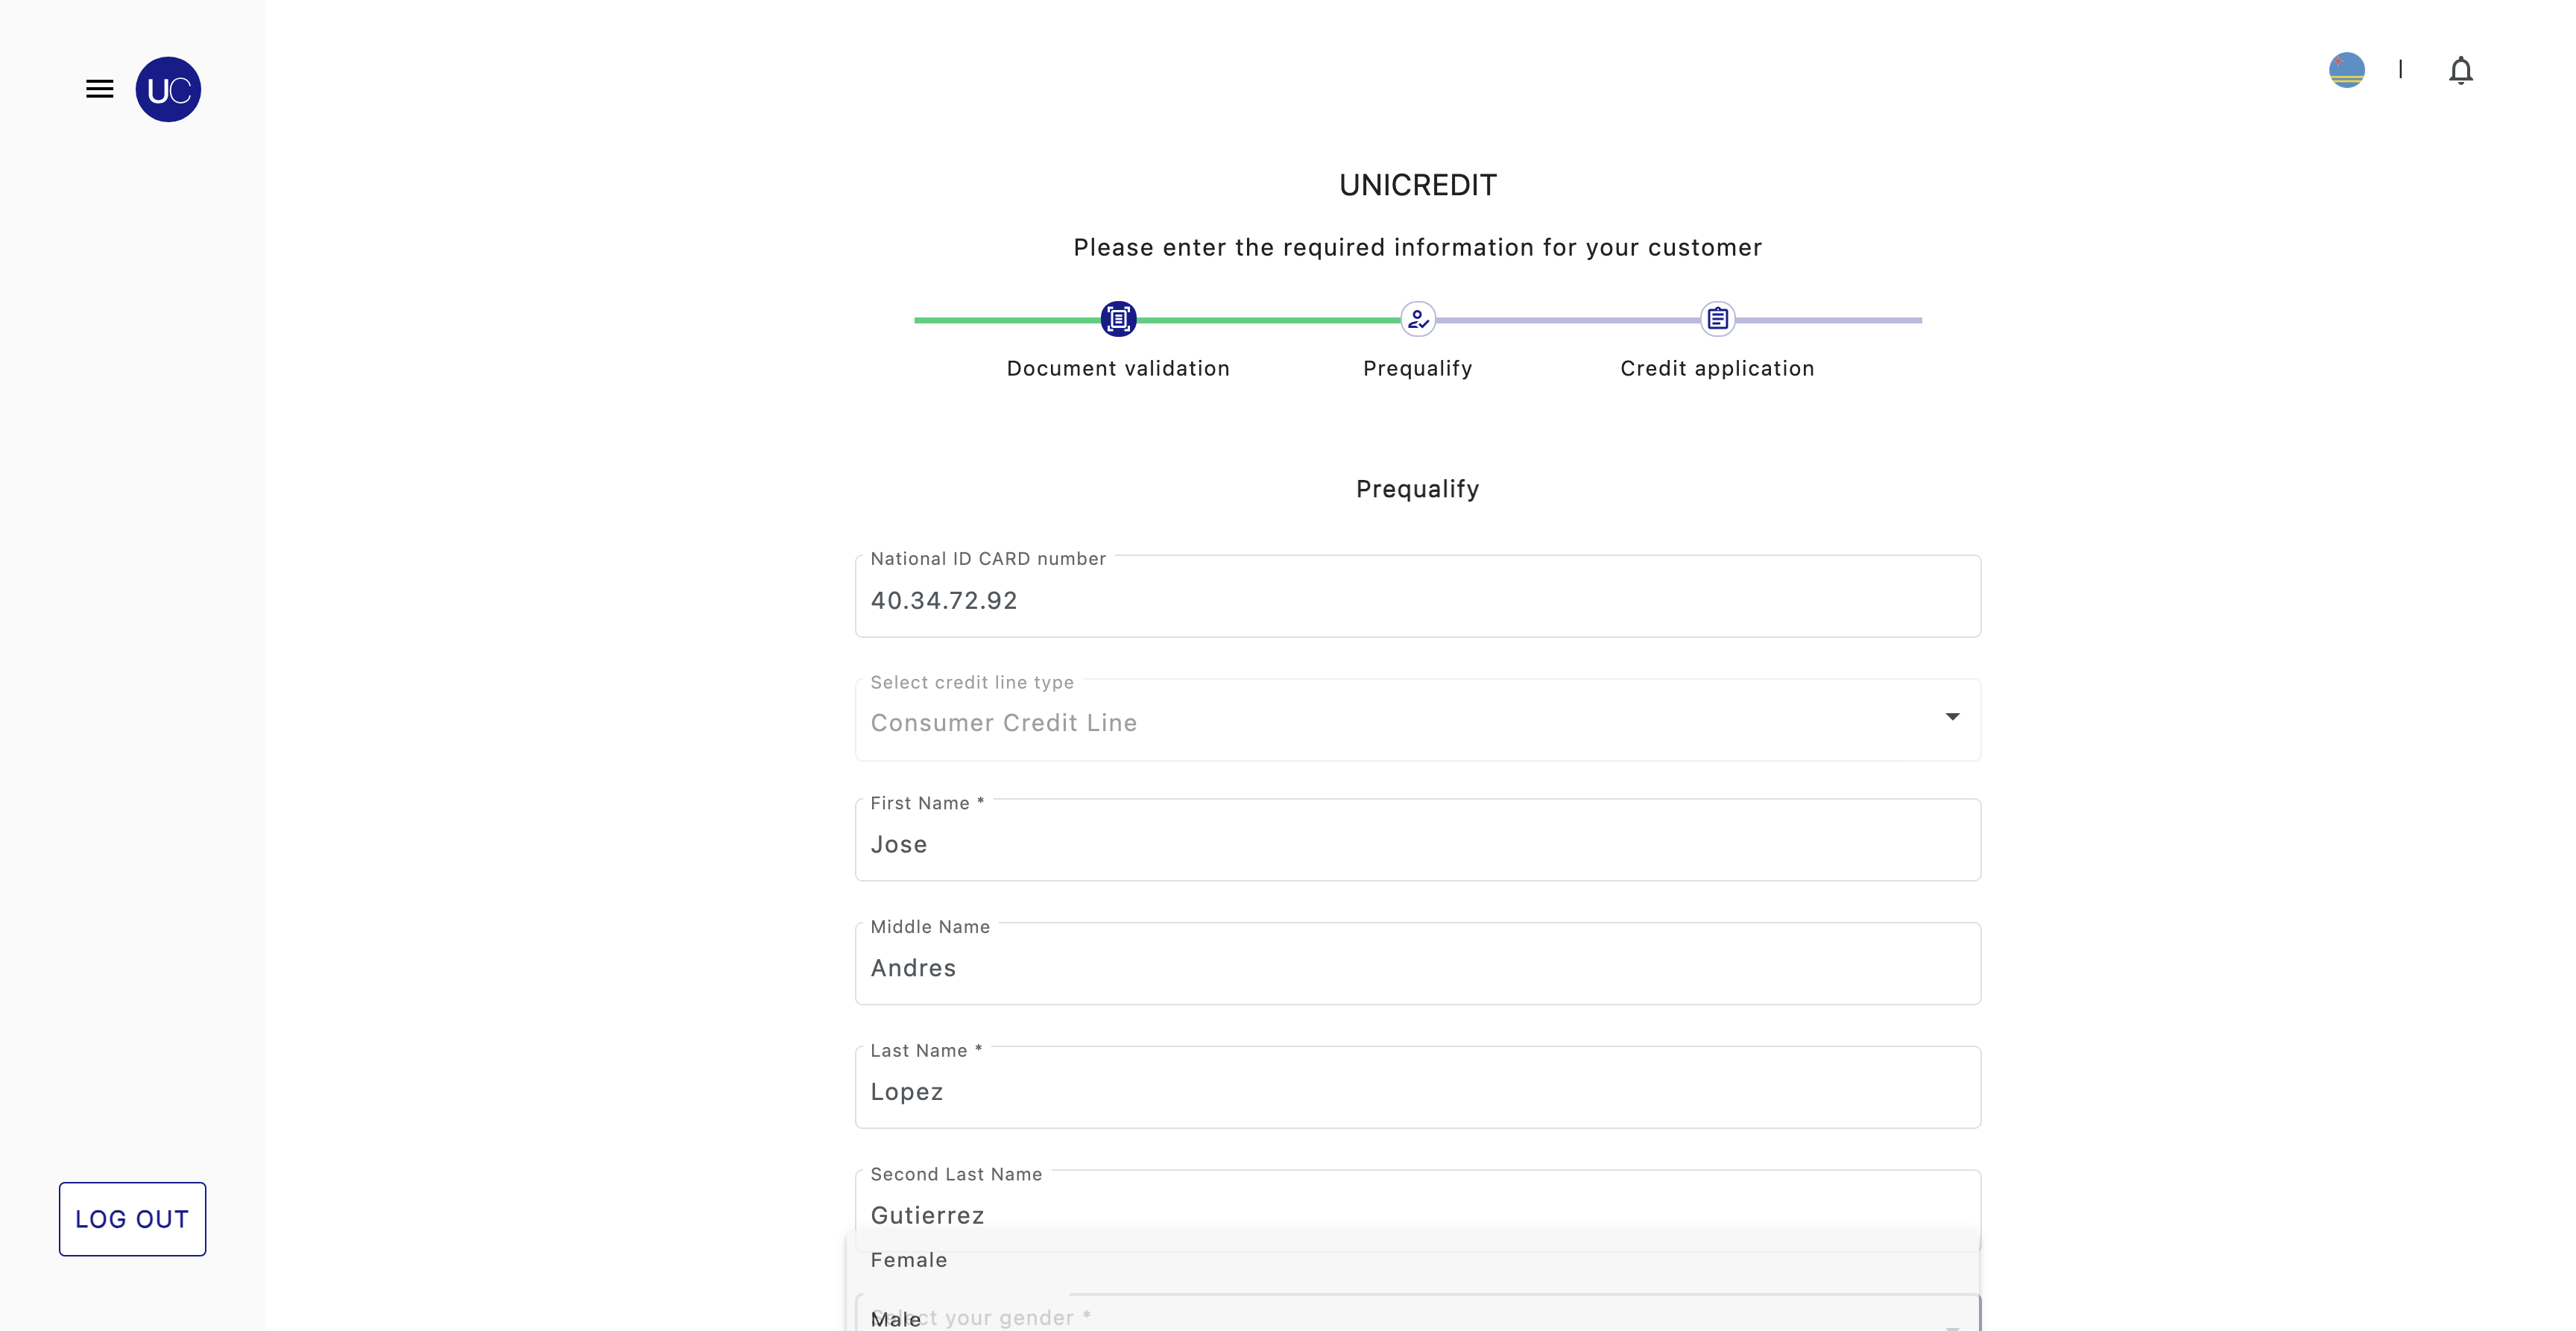 UC
UNICREDIT
Please enter the required information for your customer
Document validation
Prequalify
Credit application
Prequalify
National ID CARD number
40.34.72.92
Select credit line type
Consumer Credit Line
First Name *
Jose
Middle Name
Andres
Last Name *
Lopez
Second Last Name
Gutierrez
Female
Select your gender *
Male
LOG OUT